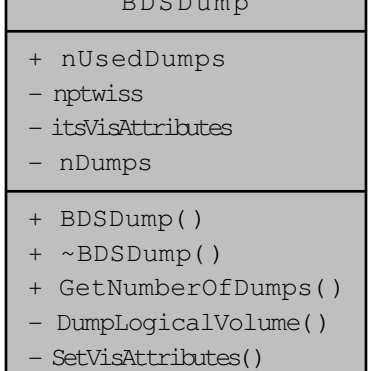 BDSDump
+ nUsedDumps
- nptwiss
- itsVisAttributes
- nDumps
+ BDSDump()
+ ~BDSDump()
+ GetNumberOfDumps()
- DumpLogicalVolume()
- SetVisAttributes()